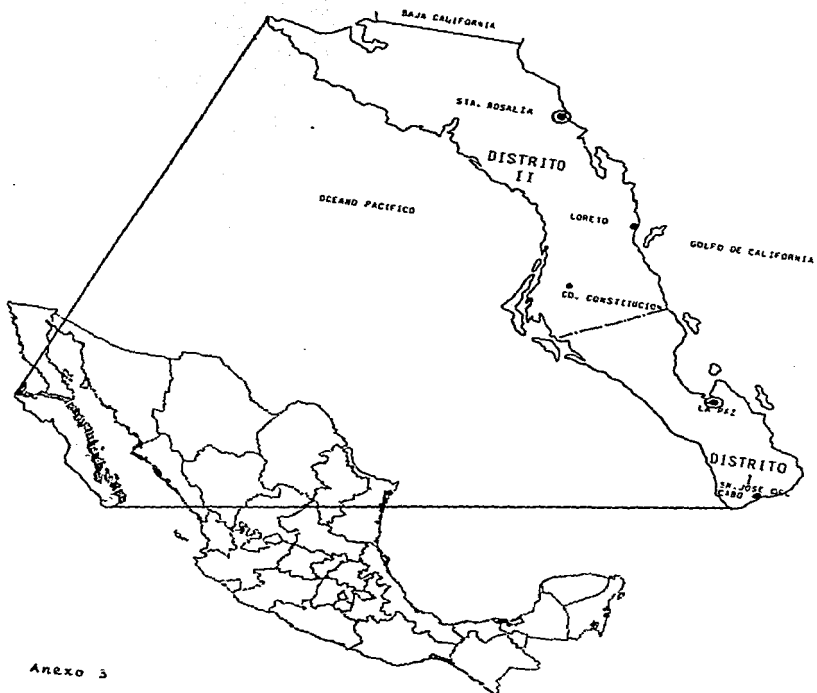 BAJA CALIFORNIA
STA. ROSALIA
DISTRITO
II
OCEANO PACIFICO
LORETO
GOLFO DE CALIFORNIA
CD. CONSTITUCION
LA PAZ
DISTRITO
I
SN. JOSE DEL
CABO
Anexo 3